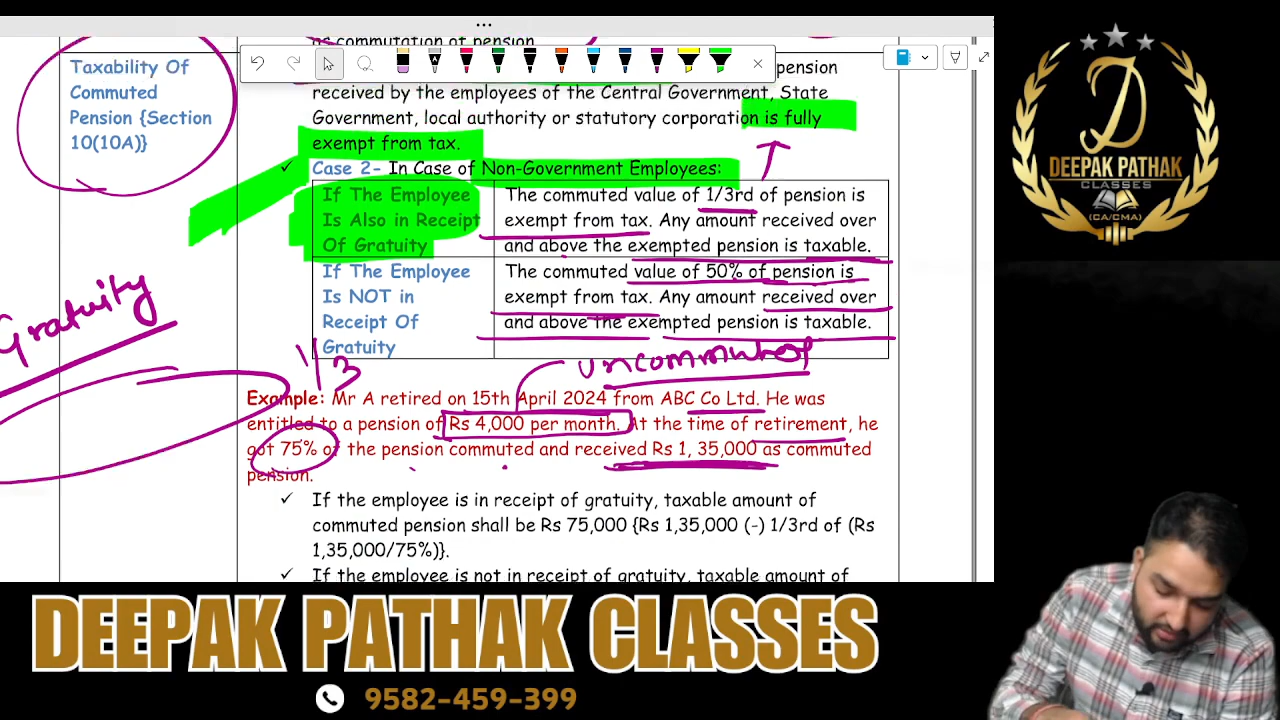 as commutation of pension
Taxability Of
Commuted
Pension {Section
10(10A)}
pension
received by the employees of the Central Government, State
Government, local authority or statutory corporation is fully
exempt from tax.
✓ Case 2- In Case of Non-Government Employees:
If The Employee
Is Also in Receipt
Of Gratuity
The commuted value of 1/3rd of pension is
exempt from tax. Any amount received over
and above the exempted pension is taxable.
If The Employee
Is NOT in
Receipt Of
Gratuity
The commuted value of 50% of pension is
exempt from tax. Any amount received over
and above the exempted pension is taxable.
Gratuity
1/3
uncommuted
Example: Mr A retired on 15th April 2024 from ABC Co Ltd. He was
entitled to a pension of Rs 4,000 per month. At the time of retirement, he
got 75% of the pension commuted and received Rs 1, 35,000 as commuted
pension.
✓ If the employee is in receipt of gratuity, taxable amount of
commuted pension shall be Rs 75,000 {Rs 1,35,000 (-) 1/3rd of (Rs
1,35,000/75%)}.
If the employee is not in receipt of gratuity, taxable amount of
D
DEEPAK PATHAK
CLASSES
(CA/CMA)
DEEPAK PATHAK CLASSES
9582-459-399